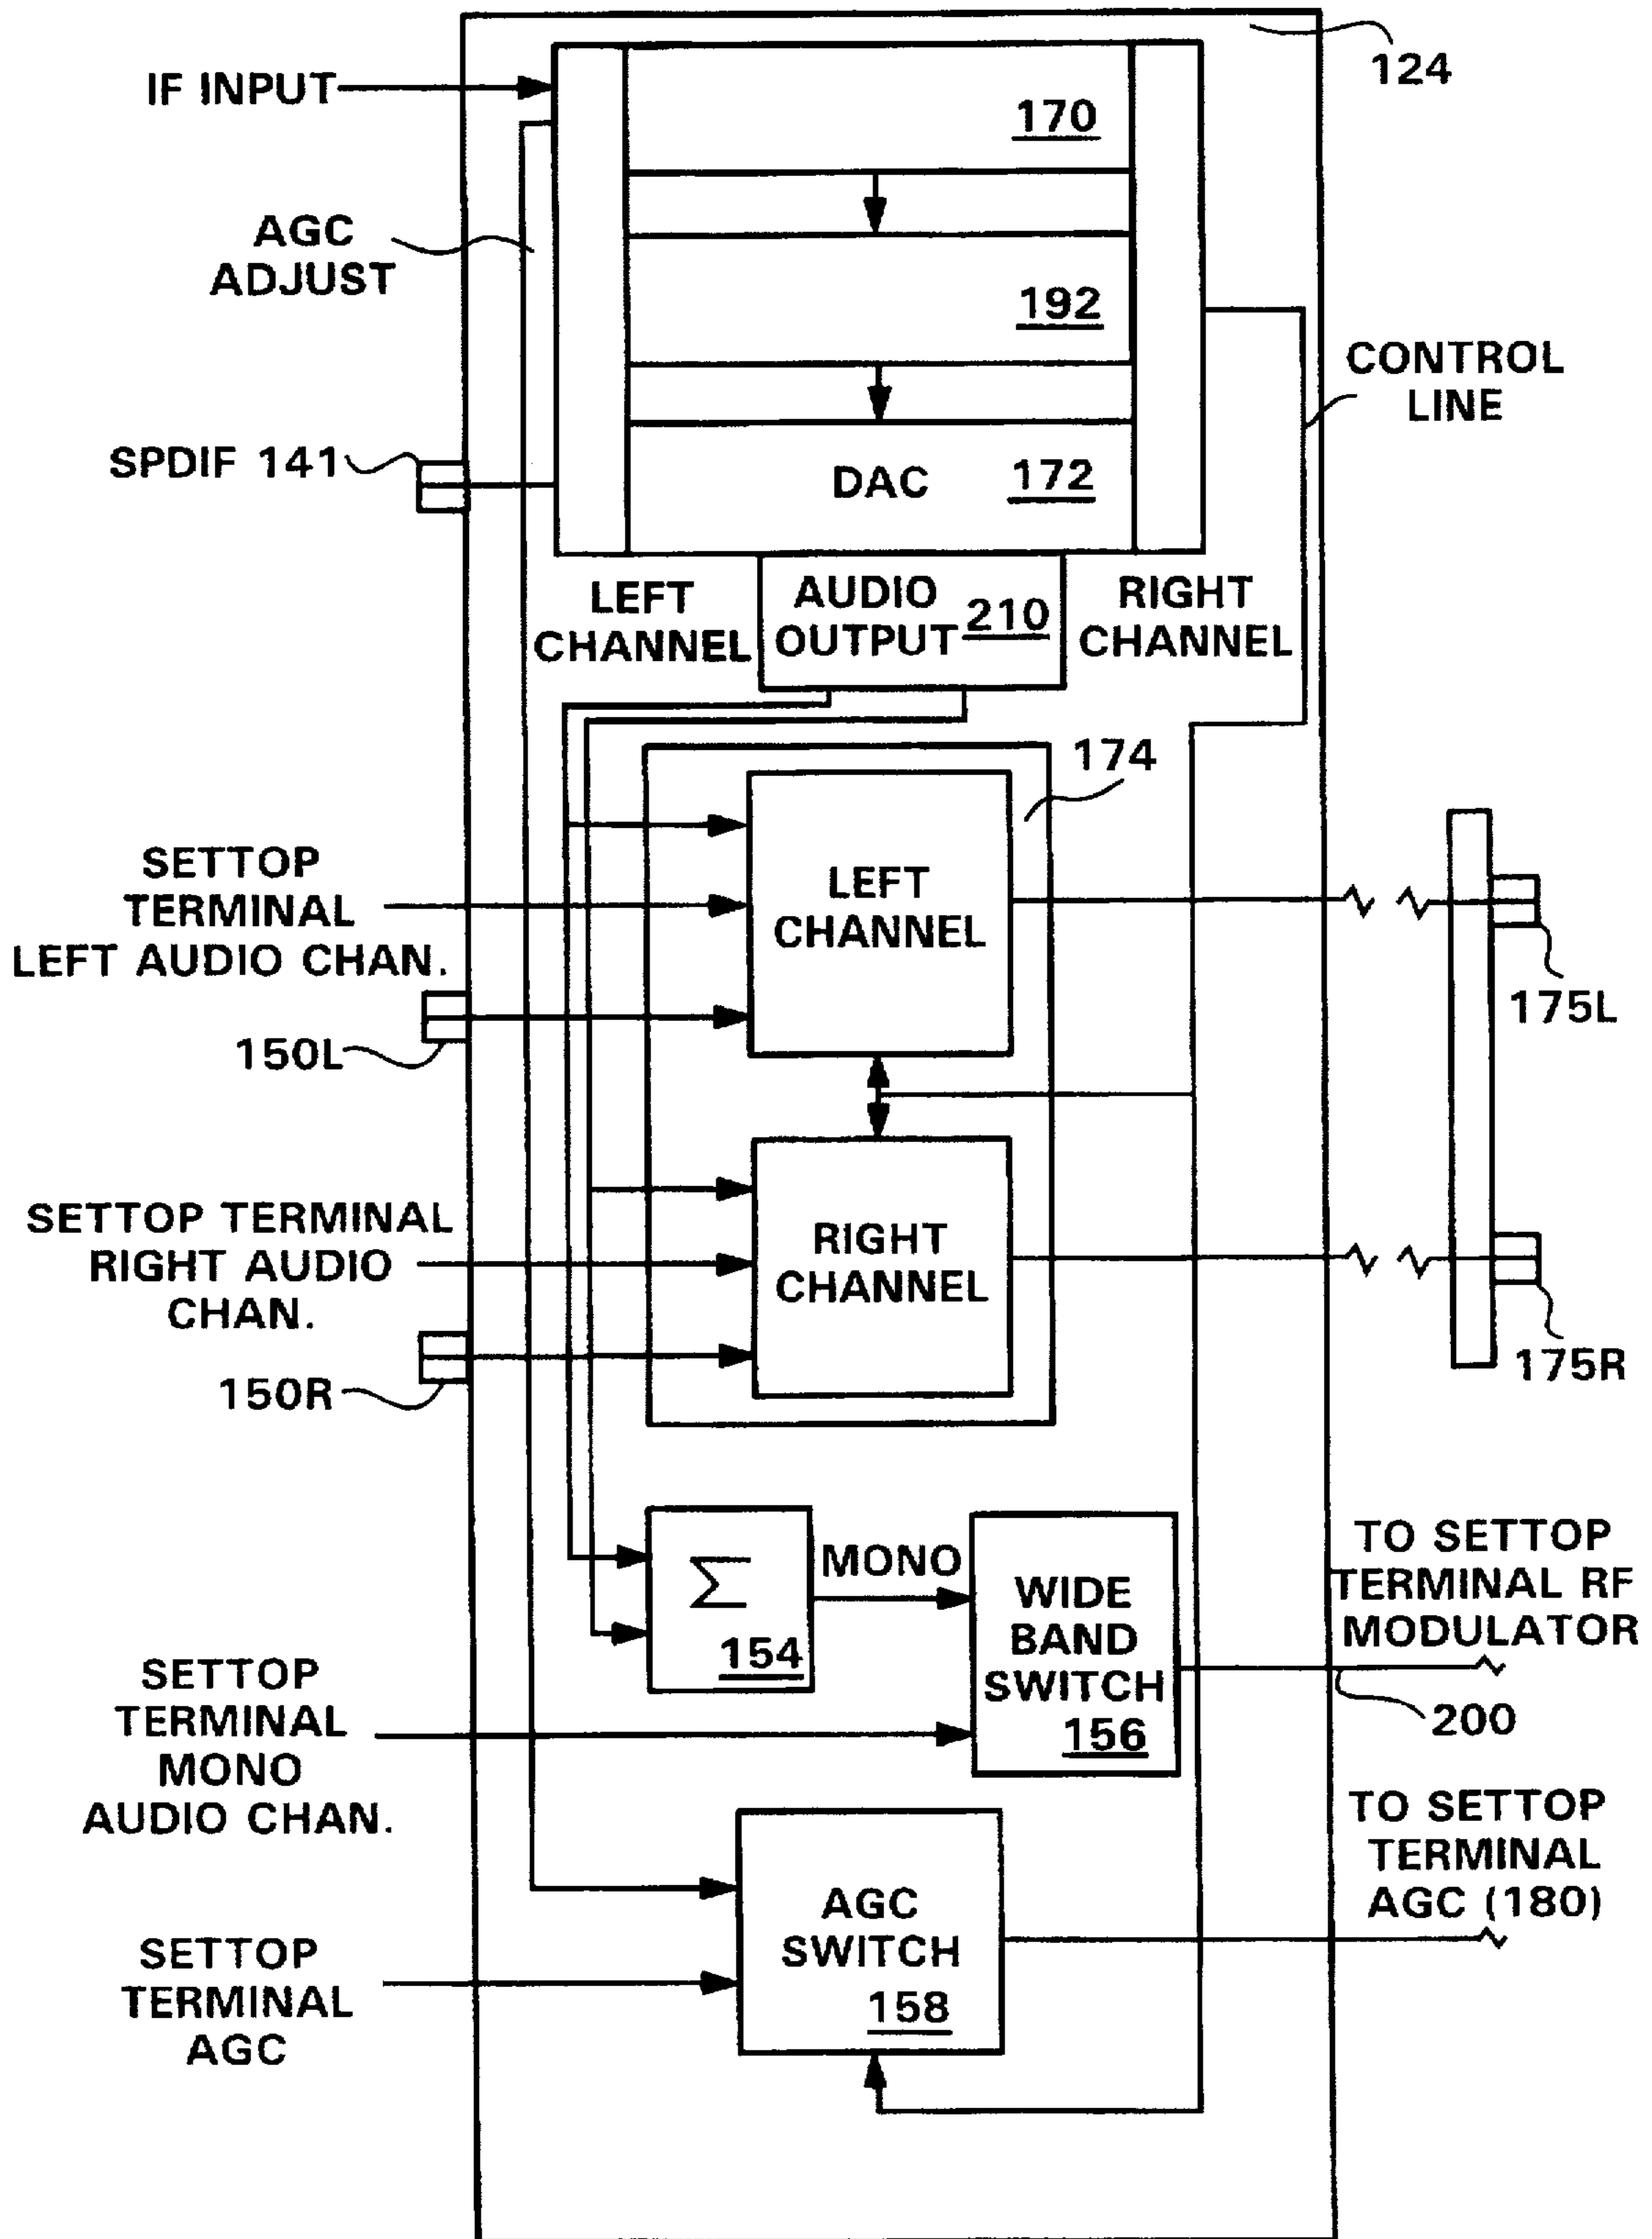 124
IF INPUT
170
AGC
ADJUST
192
CONTROL
LINE
SPDIF 141
DAC 172
LEFT
CHANNEL
AUDIO
OUTPUT 210
RIGHT
CHANNEL
174
SETTOP
TERMINAL
LEFT AUDIO CHAN.
LEFT
CHANNEL
175L
150L
SETTOP TERMINAL
RIGHT AUDIO
CHAN.
RIGHT
CHANNEL
175R
150R
Σ
154
MONO
WIDE
BAND
SWITCH
156
TO SETTOP
TERMINAL RF
MODULATOR
200
SETTOP
TERMINAL
MONO
AUDIO CHAN.
AGC
SWITCH
158
TO SETTOP
TERMINAL
AGC (180)
SETTOP
TERMINAL
AGC